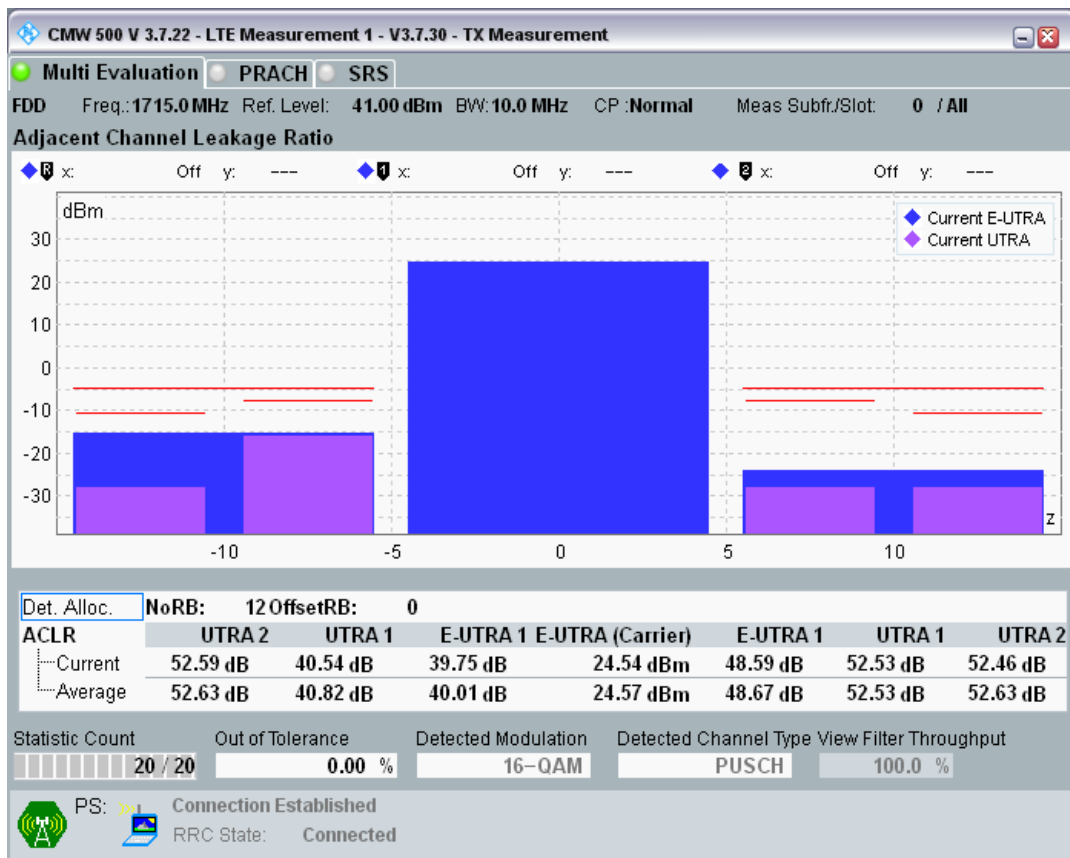 CMW 500 V 3.7.22 - LTE Measurement 1 - V3.7.30 - TX Measurement
Multi Evaluation PRACH SRS
FDD Freq.: 1715.0 MHz Ref. Level: 41.00 dBm BW: 10.0 MHz CP :Normal Meas Subfr./Slot: 0 / All
Adjacent Channel Leakage Ratio
R x: Off y: --- 1 x: Off y: --- 2 x: Off y: ---
dBm
Current E-UTRA
Current UTRA
30
20
10
0
-10
-20
-30
z
-10 -5 0 5 10
Det. Alloc. NoRB: 12 OffsetRB: 0
ACLR UTRA 2 UTRA 1 E-UTRA 1 E-UTRA (Carrier) E-UTRA 1 UTRA 1 UTRA 2
Current 52.59 dB 40.54 dB 39.75 dB 24.54 dBm 48.59 dB 52.53 dB 52.46 dB
Average 52.63 dB 40.82 dB 40.01 dB 24.57 dBm 48.67 dB 52.53 dB 52.63 dB
Statistic Count Out of Tolerance Detected Modulation Detected Channel Type View Filter Throughput
20 / 20 0.00 % 16-QAM PUSCH 100.0 %
PS: Connection Established
RRC State: Connected